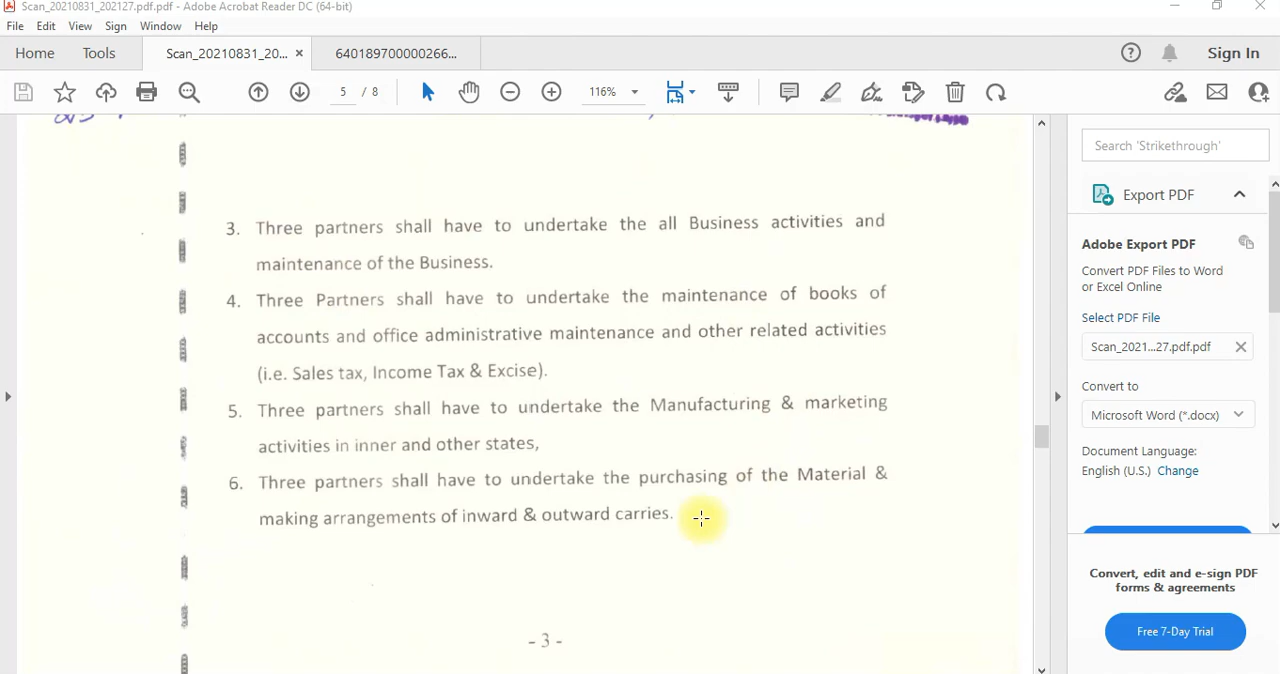 Scan_20210831_202127.pdf.pdf - Adobe Acrobat Reader DC (64-bit)
File Edit View Sign Window Help
Home Tools Scan_20210831_20... × 640189700000266... Sign In
5 / 8 116%
3. Three partners shall have to undertake the all Business activities and
maintenance of the Business.
4. Three Partners shall have to undertake the maintenance of books of
accounts and office administrative maintenance and other related activities
(i.e. Sales tax, Income Tax & Excise).
5. Three partners shall have to undertake the Manufacturing & marketing
activities in inner and other states,
6. Three partners shall have to undertake the purchasing of the Material &
making arrangements of inward & outward carries.
- 3 -
Search 'Strikethrough'
Export PDF
Adobe Export PDF
Convert PDF Files to Word
or Excel Online
Select PDF File
Scan_2021...27.pdf.pdf
Convert to
Microsoft Word (*.docx)
Document Language:
English (U.S.) Change
Convert, edit and e-sign PDF
forms & agreements
Free 7-Day Trial